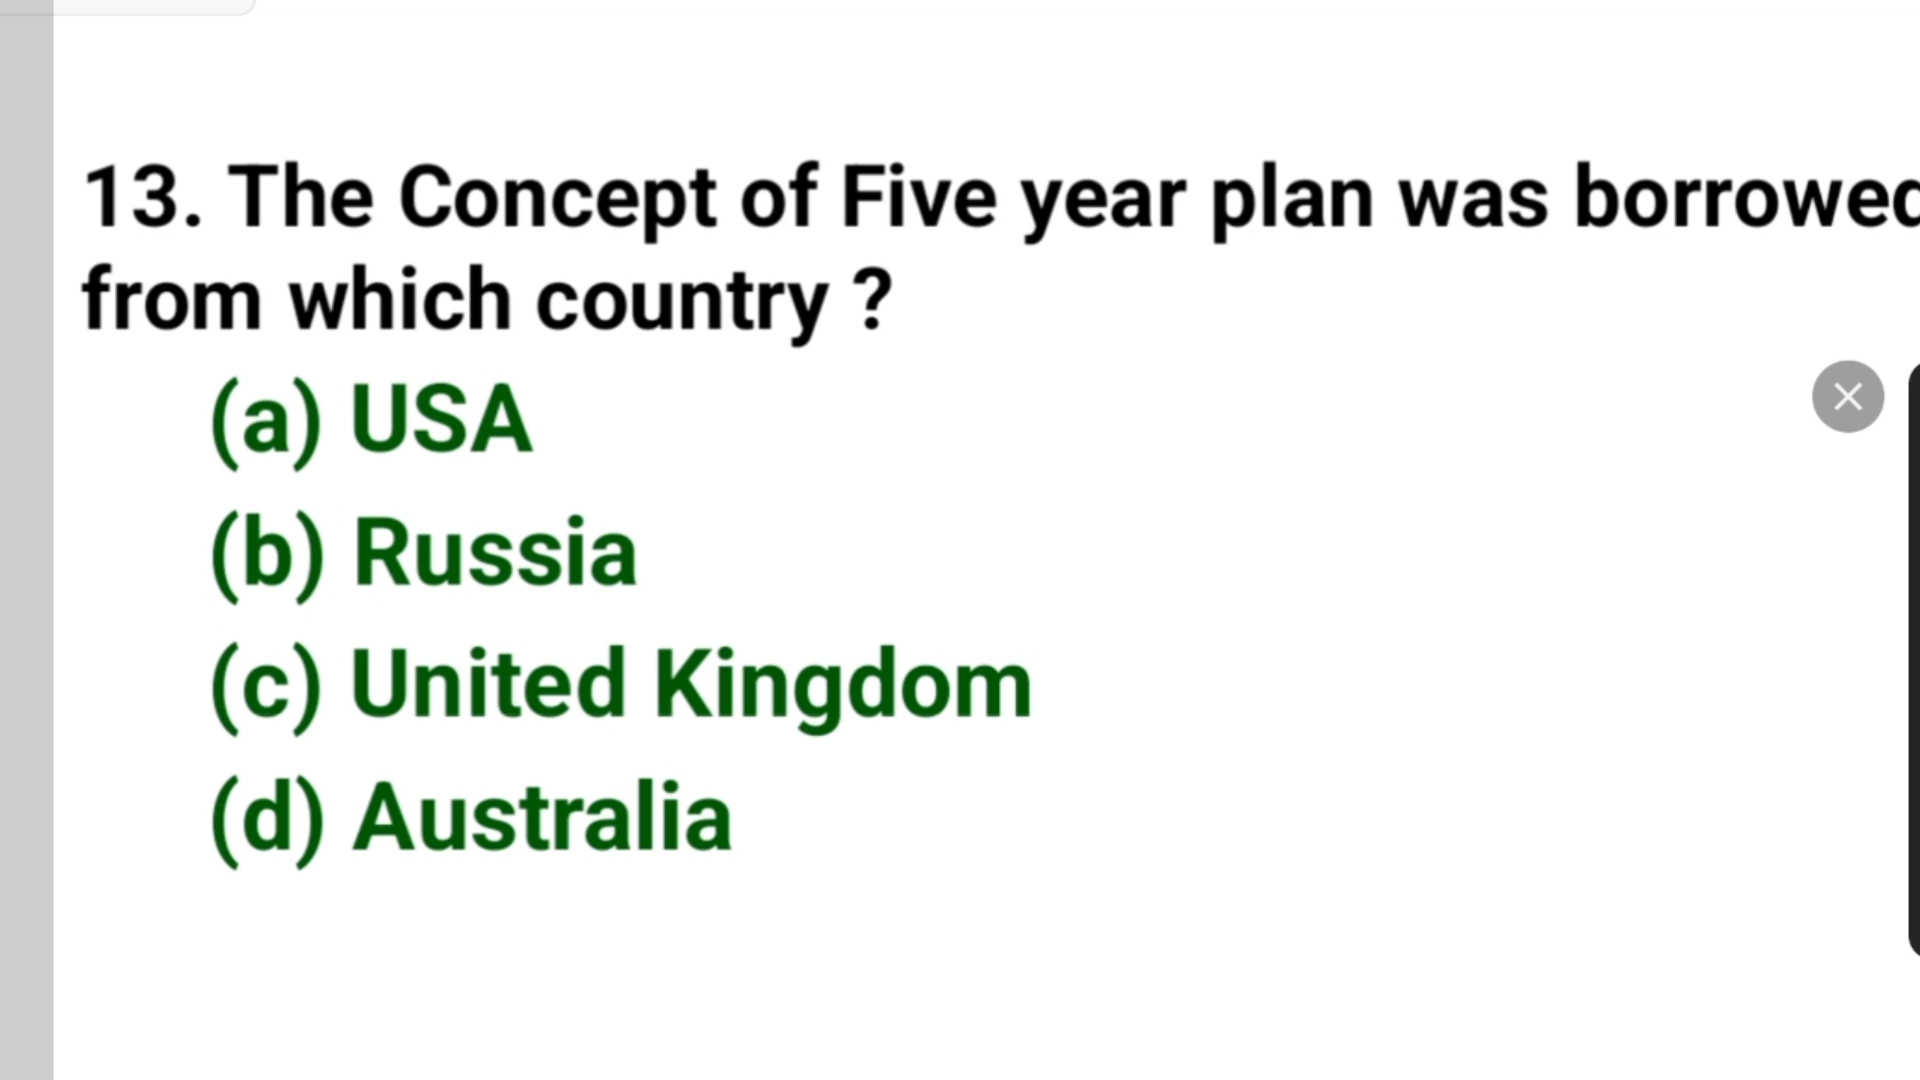 13. The Concept of Five year plan was borrowed
from which country ?
(a) USA
(b) Russia
(c) United Kingdom
(d) Australia